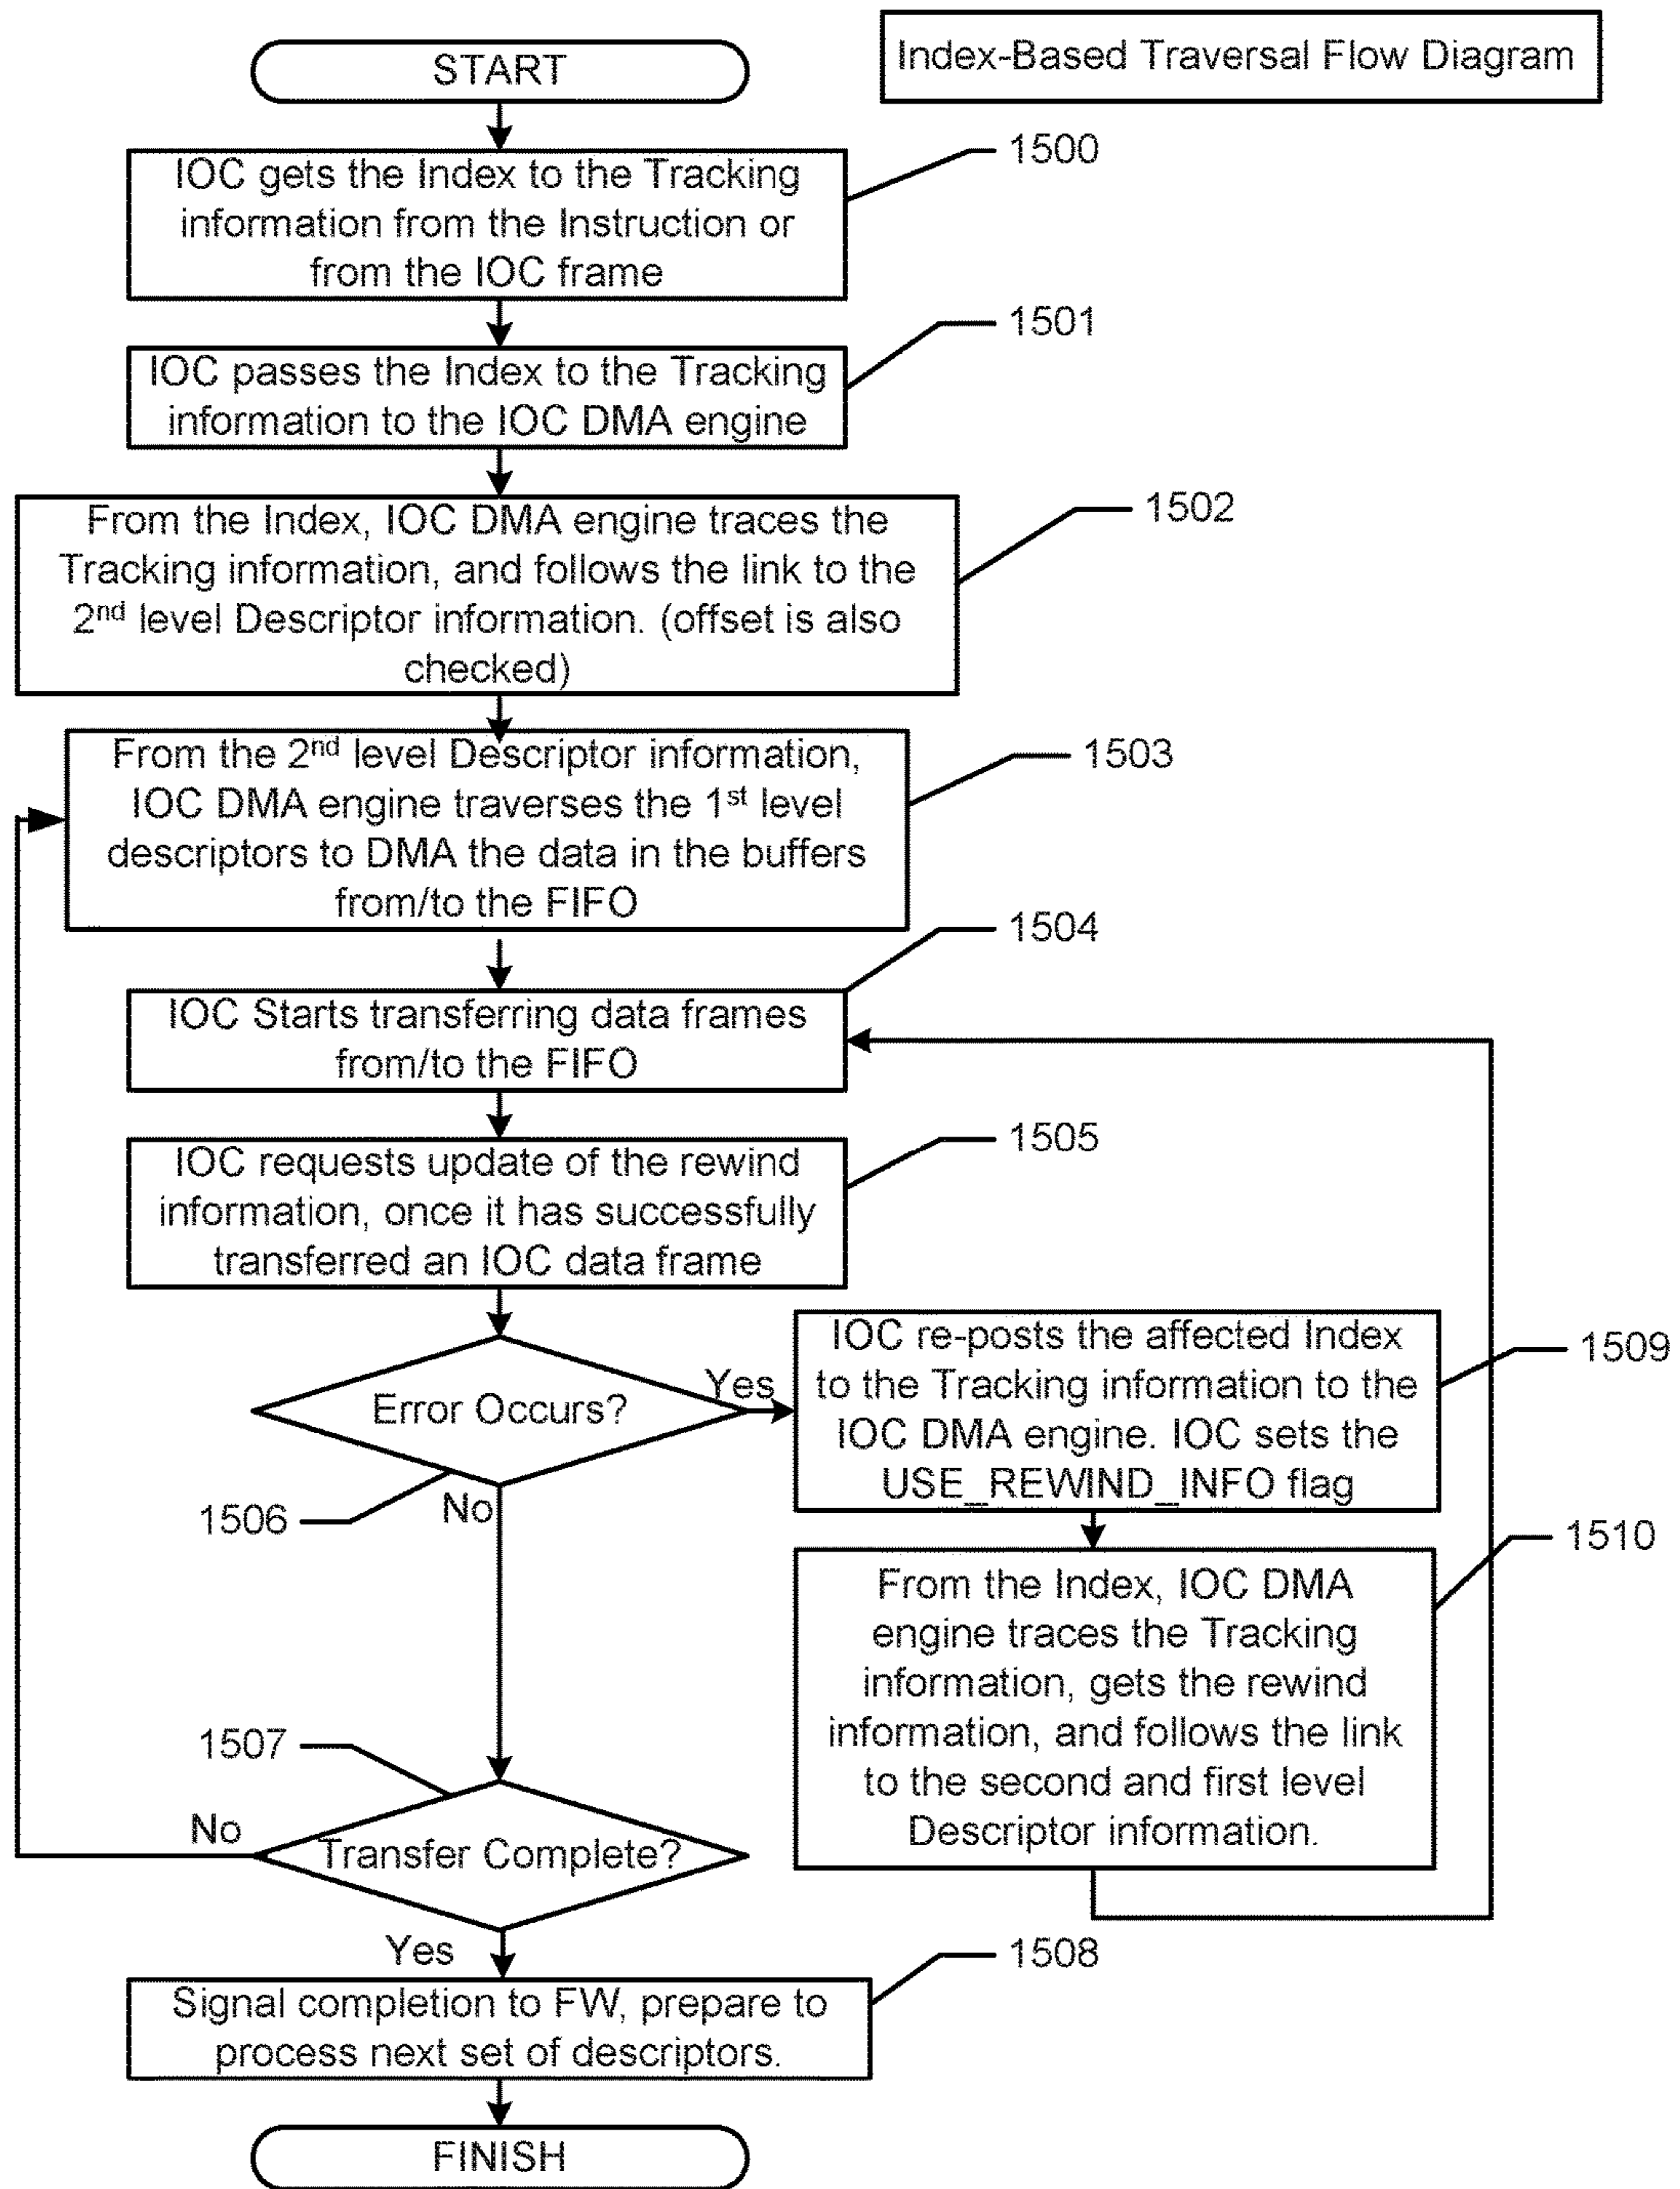 START
Index-Based Traversal Flow Diagram
1500
IOC gets the Index to the Tracking
information from the Instruction or
from the IOC frame
1501
IOC passes the Index to the Tracking
information to the IOC DMA engine
1502
From the Index, IOC DMA engine traces the
Tracking information, and follows the link to the
2nd level Descriptor information. (offset is also
checked)
1503
From the 2nd level Descriptor information,
IOC DMA engine traverses the 1st level
descriptors to DMA the data in the buffers
from/to the FIFO
1504
IOC Starts transferring data frames
from/to the FIFO
1505
IOC requests update of the rewind
information, once it has successfully
transferred an IOC data frame
Error Occurs?
Yes
No
1506
1509
IOC re-posts the affected Index
to the Tracking information to the
IOC DMA engine. IOC sets the
USE_REWIND_INFO flag
1510
From the Index, IOC DMA
engine traces the Tracking
information, gets the rewind
information, and follows the link
to the second and first level
Descriptor information.
1507
No
Transfer Complete?
Yes
1508
Signal completion to FW, prepare to
process next set of descriptors.
FINISH